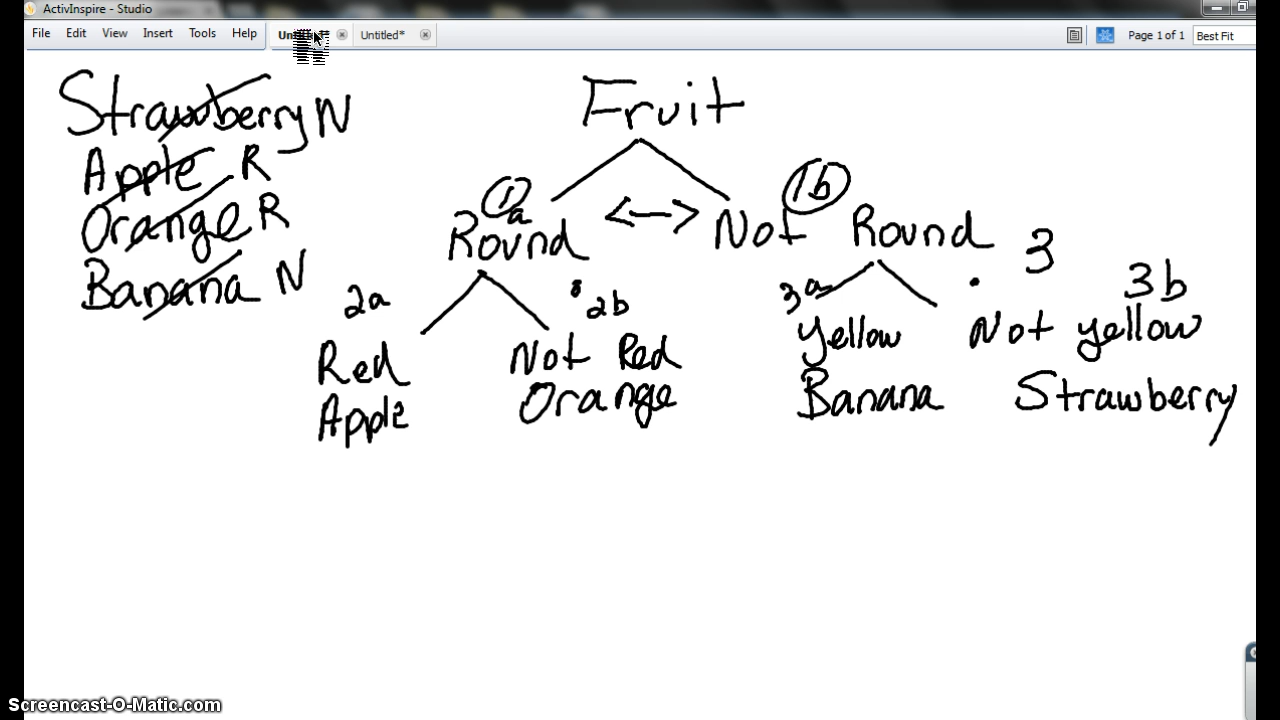 ActivInspire - Studio
File Edit View Insert Tools Help Untitled* Untitled* Page 1 of 1 Best Fit
Strawberry N
Apple R
Orange R
Banana N
Fruit
1a 1b
Round Not Round 3
2a 2b 3a 3b
Red Not Red Yellow Not yellow
Apple Orange Banana Strawberry
Screencast-O-Matic.com